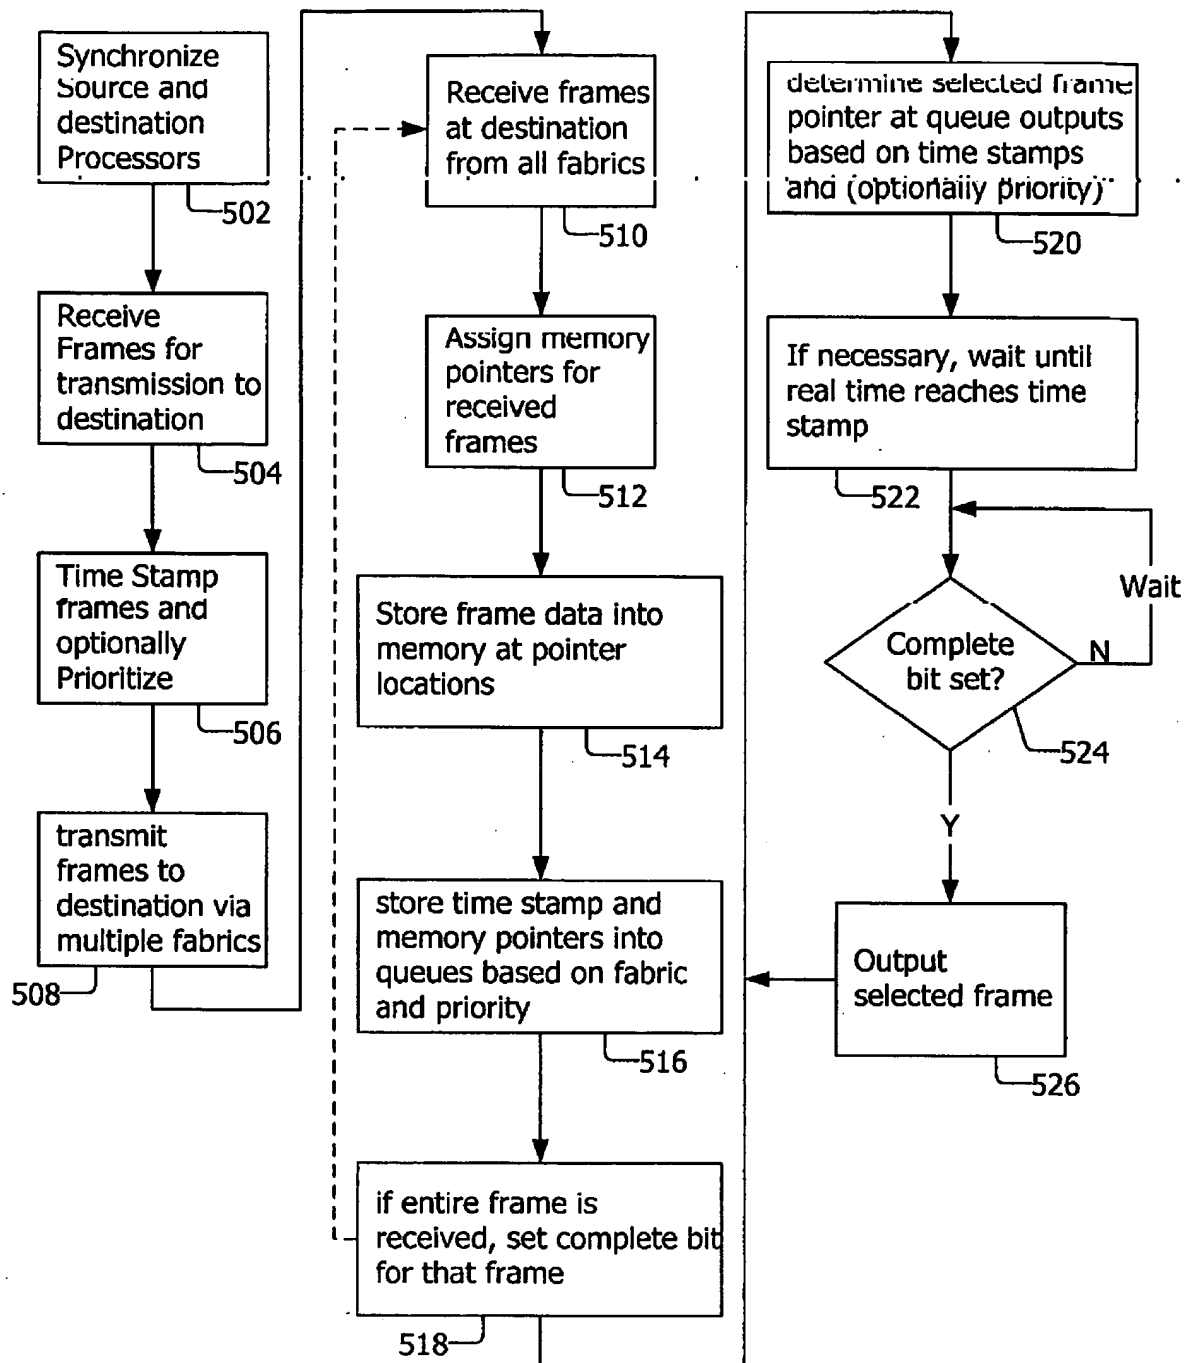 Synchronize
Source and
destination
Processors
502
Receive
Frames for
transmission to
destination
504
Time Stamp
frames and
optionally
Prioritize
506
transmit
frames to
destination via
multiple fabrics
508
Receive frames
at destination
from all fabrics
510
Assign memory
pointers for
received
frames
512
Store frame data into
memory at pointer
locations
514
store time stamp and
memory pointers into
queues based on fabric
and priority
516
if entire frame is
received, set complete bit
for that frame
518
determine selected frame
pointer at queue outputs
based on time stamps
and (optionally priority)
520
If necessary, wait until
real time reaches time
stamp
522
Wait
Complete
bit set?
N
524
Y
Output
selected frame
526